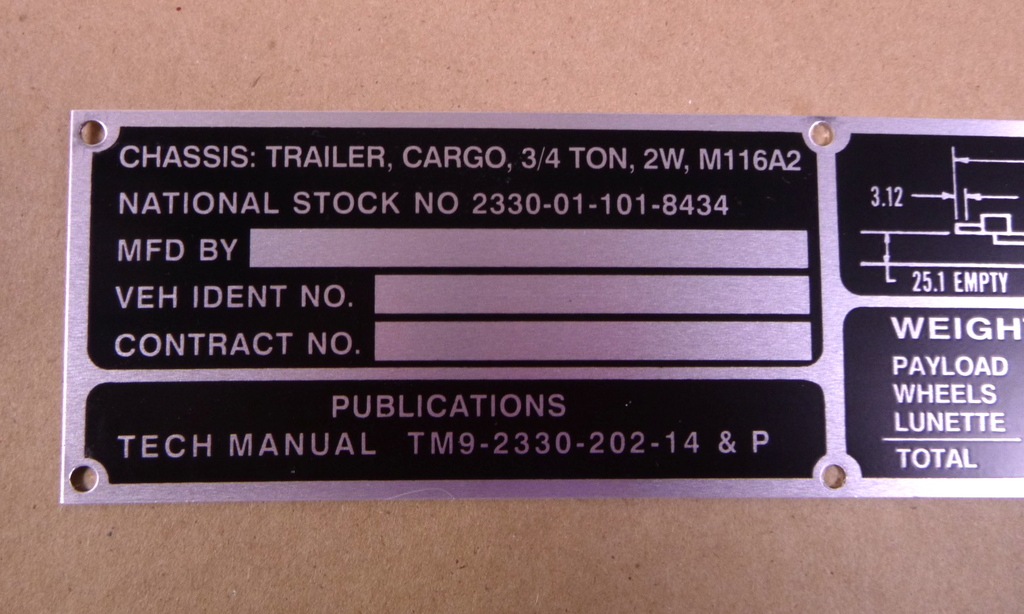 CHASSIS: TRAILER, CARGO, 3/4 TON, 2W, M116A2
NATIONAL STOCK NO 2330-01-101-8434
MFD BY
VEH IDENT NO.
CONTRACT NO.
PUBLICATIONS
TECH MANUAL TM9-2330-202-14 & P
3.12
25.1 EMPTY
PAYLOAD
WHEELS
LUNETTE
TOTAL